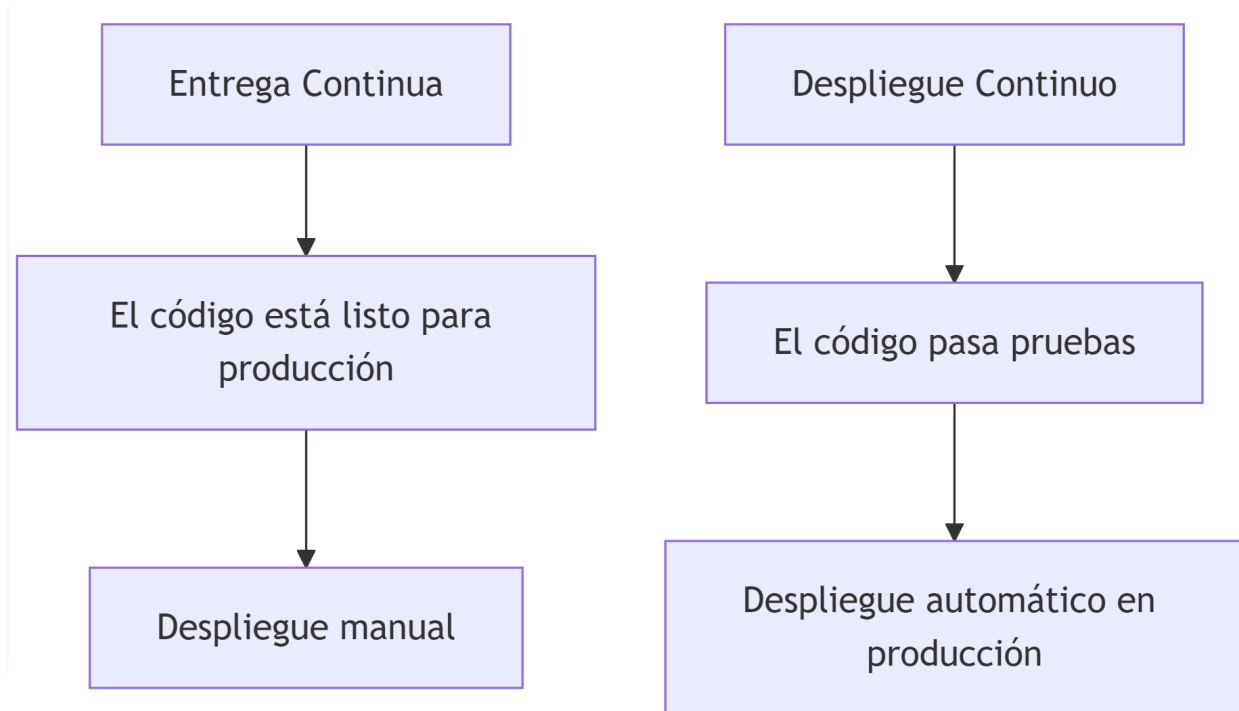 Entrega Continua
El código está listo para
producción
Despliegue manual
Despliegue Continuo
El código pasa pruebas
Despliegue automático en
producción